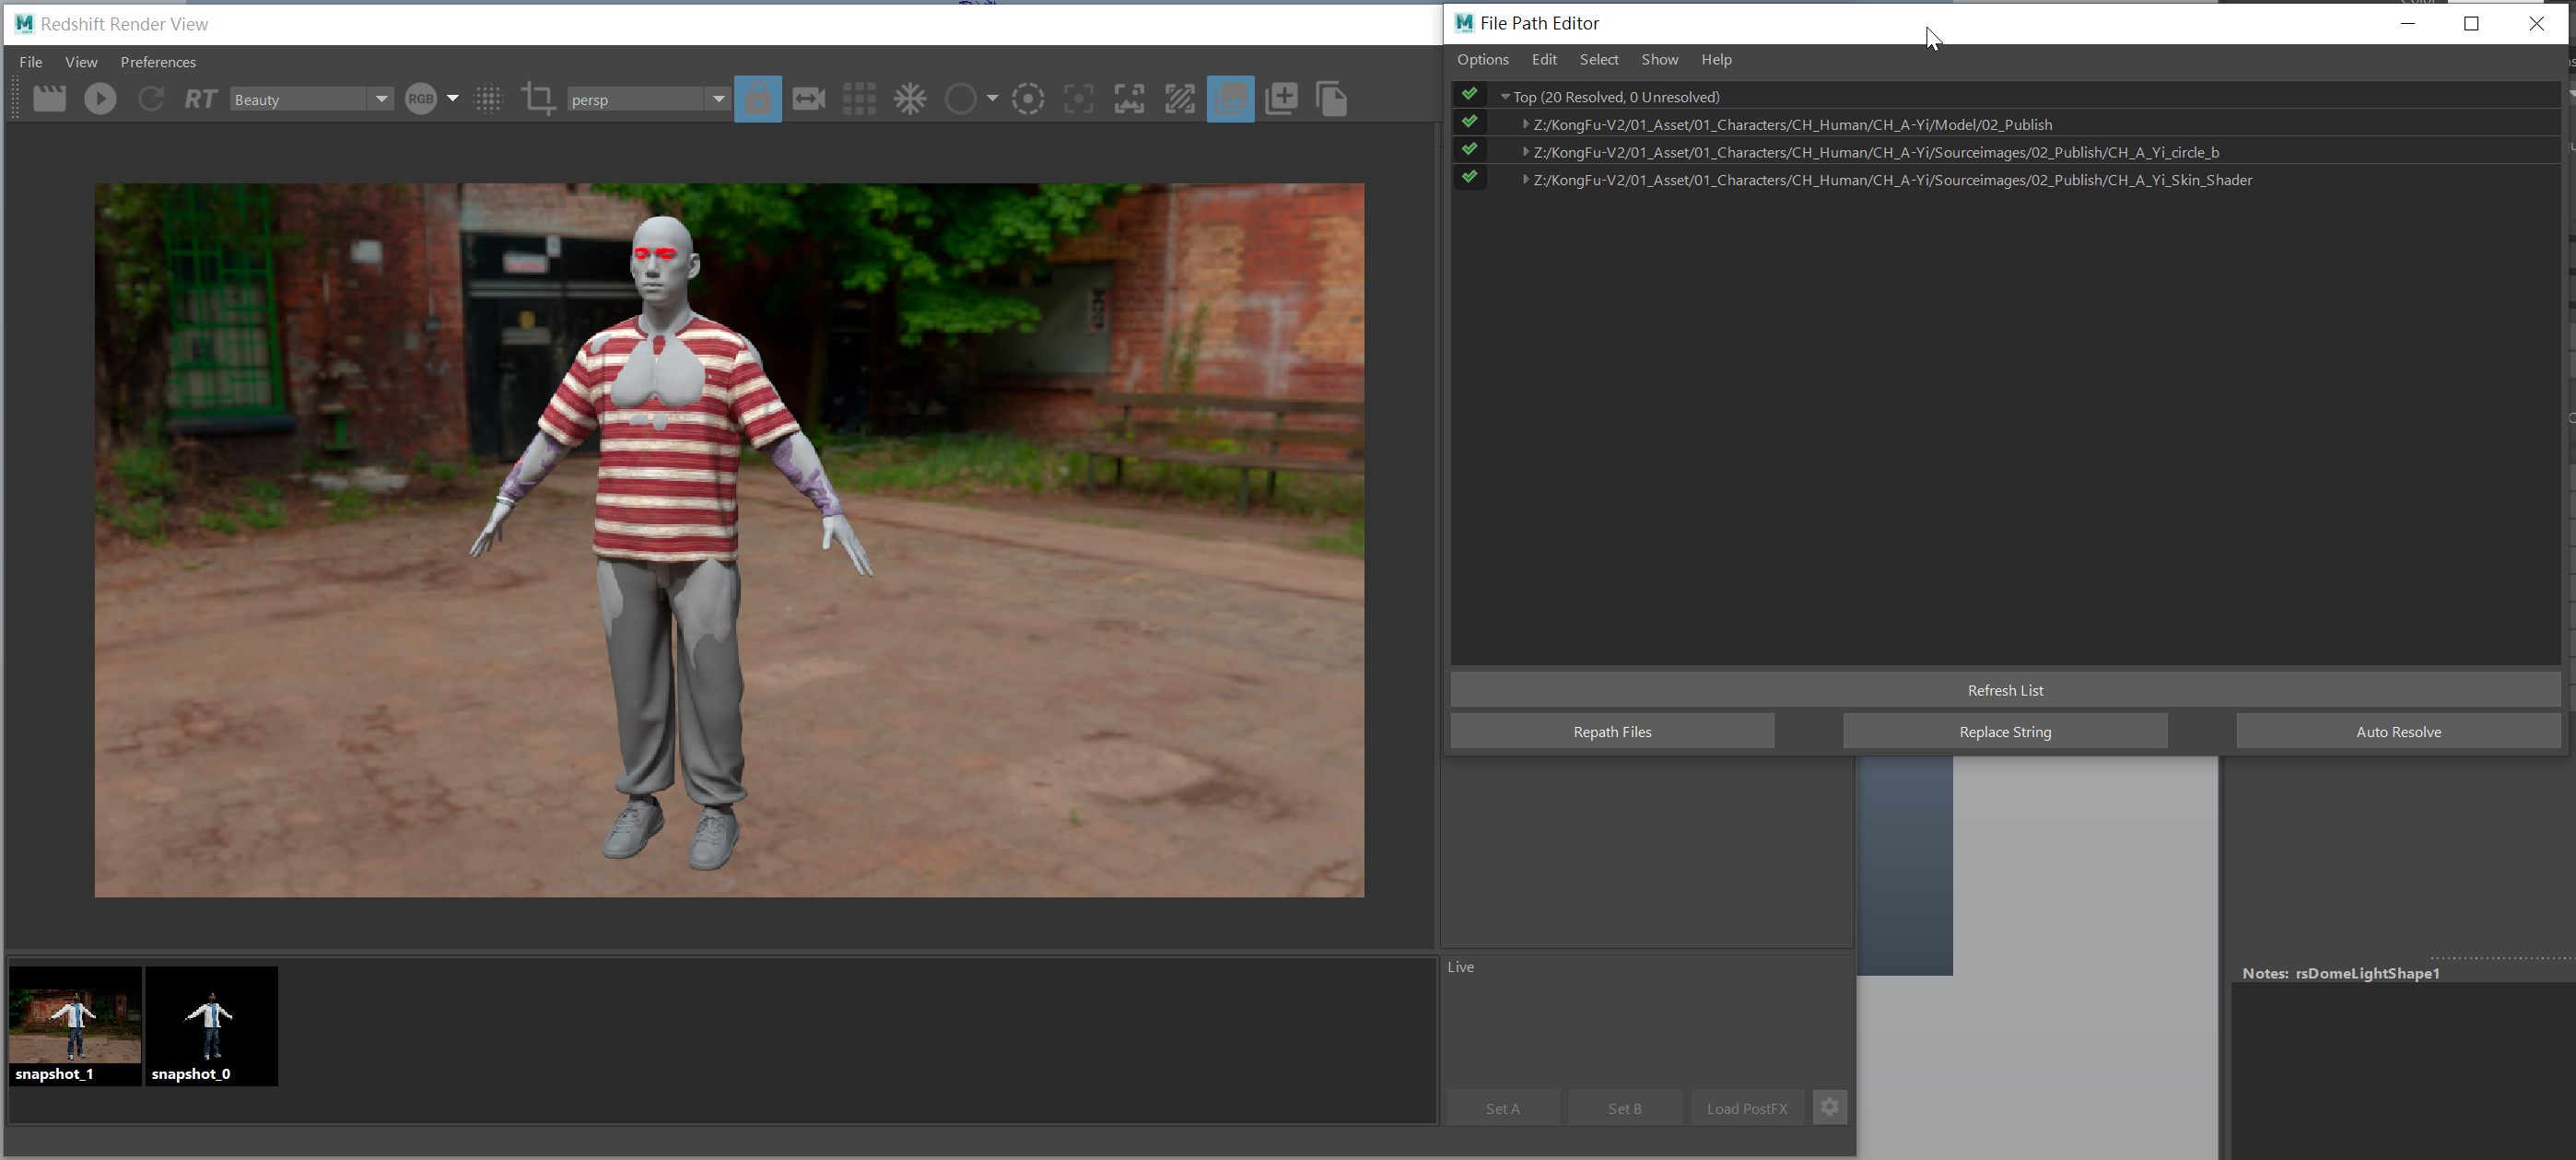 Redshift Render View
File View Preferences
RT Beauty RGB persp
snapshot_1 snapshot_0
File Path Editor
Options Edit Select Show Help
Top (20 Resolved, 0 Unresolved)
Z:/KongFu-V2/01_Asset/01_Characters/CH_Human/CH_A-Yi/Model/02_Publish
Z:/KongFu-V2/01_Asset/01_Characters/CH_Human/CH_A-Yi/Sourceimages/02_Publish/CH_A_Yi_circle_b
Z:/KongFu-V2/01_Asset/01_Characters/CH_Human/CH_A-Yi/Sourceimages/02_Publish/CH_A_Yi_Skin_Shader
Refresh List
Repath Files Replace String Auto Resolve
Live
Set A Set B Load PostFX
Notes: rsDomeLightShape1